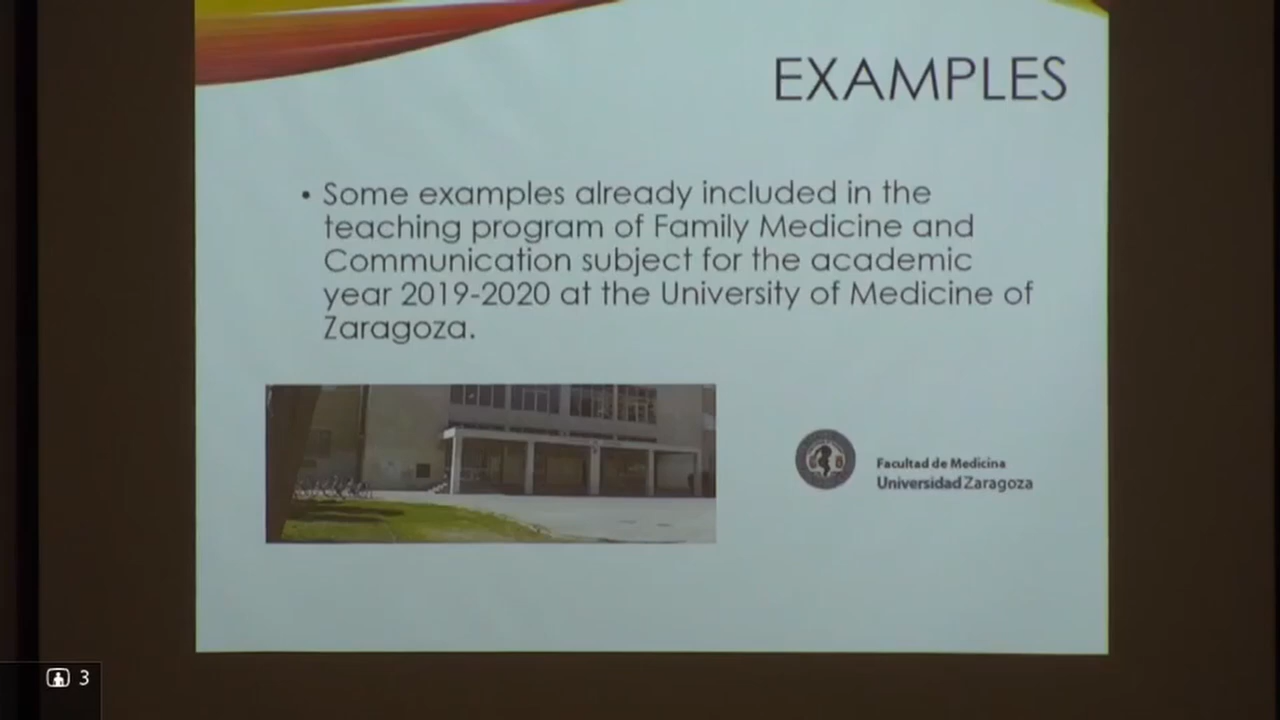 EXAMPLES
• Some examples already included in the
teaching program of Family Medicine and
Communication subject for the academic
year 2019-2020 at the University of Medicine of
Zaragoza.
Facultad de Medicina
Universidad Zaragoza
3